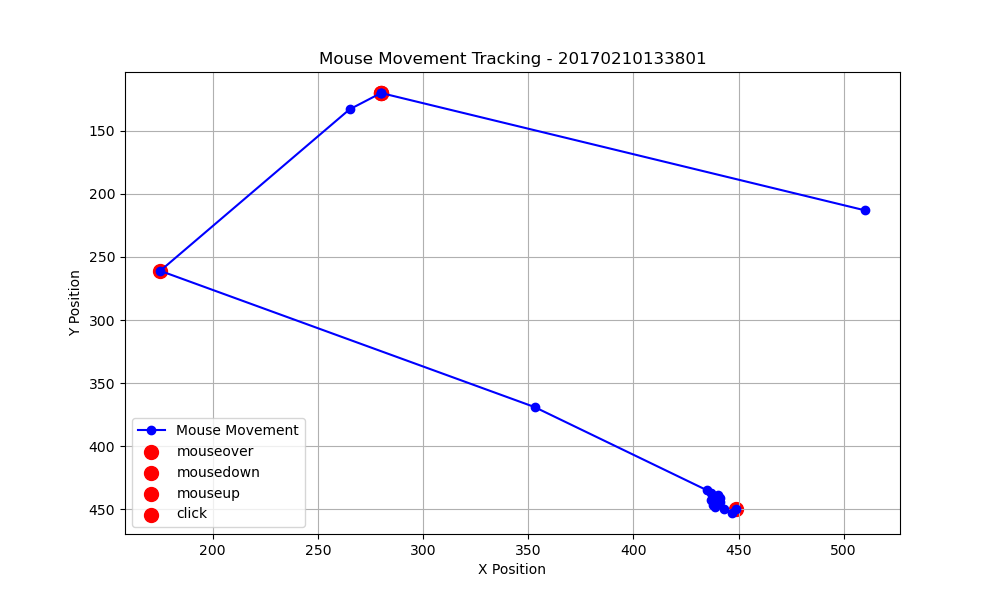 Mouse Movement Tracking - 20170210133801
Y Position
150
200
250
300
350
400
450
Mouse Movement
mouseover
mousedown
mouseup
click
200 250 300 350 400 450 500
X Position